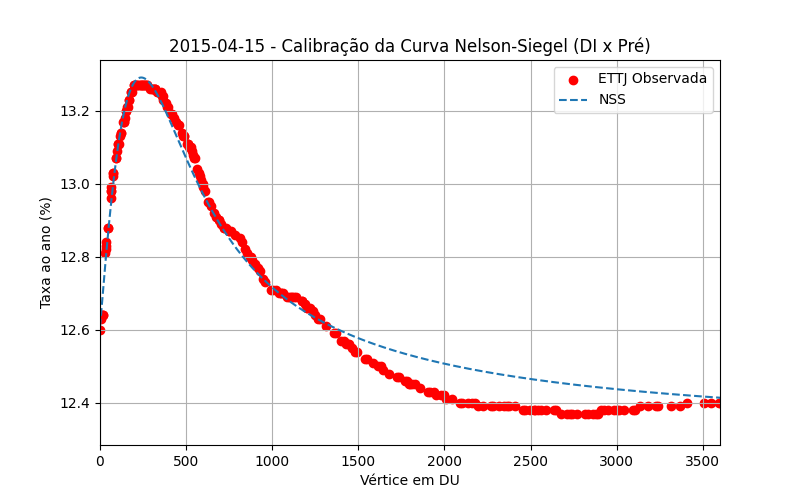 2015-04-15 - Calibração da Curva Nelson-Siegel (DI x Pré)
ETTJ Observada
NSS
Taxa ao ano (%)
13.2
13.0
12.8
12.6
12.4
0 500 1000 1500 2000 2500 3000 3500
Vértice em DU